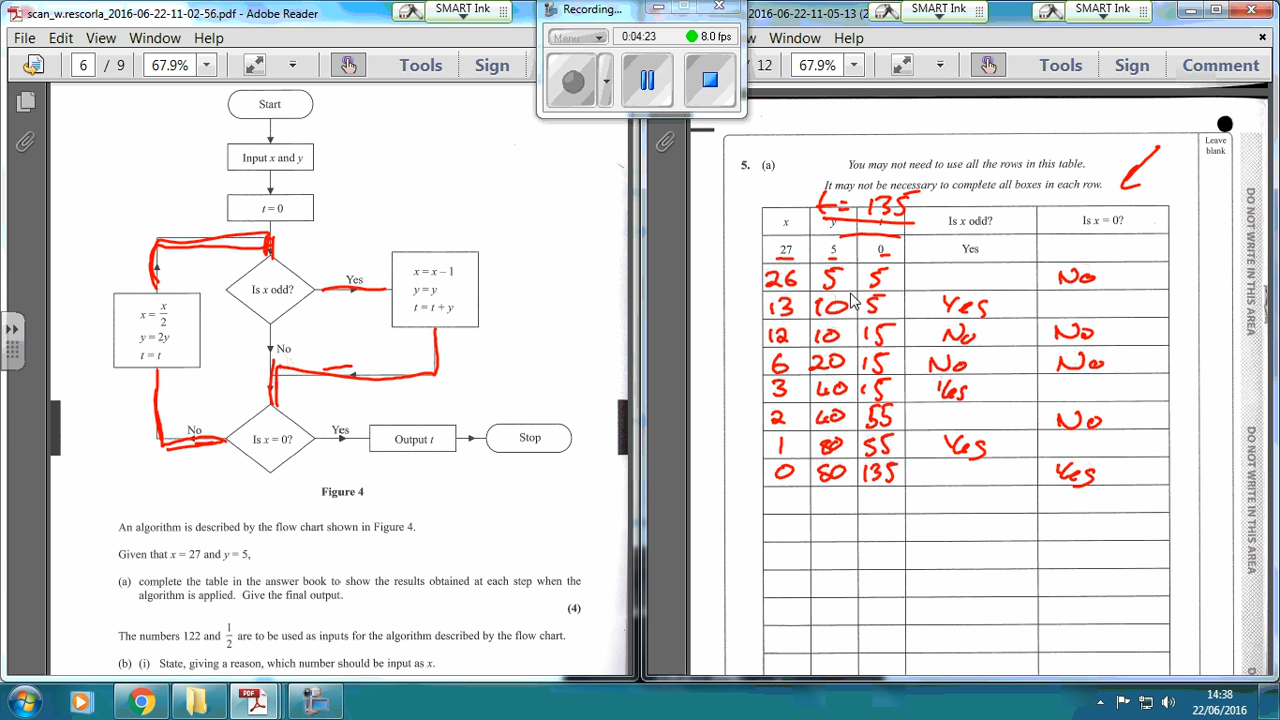 scan_w.rescorla_2016-06-22-11-02-56.pdf - Adobe Reader
SMART Ink
Recording...
2016-06-22-11-05-13
SMART Ink
SMART Ink
File Edit View Window Help
Menu
0:04:23
8.0 fps
Window Help
6 / 9
67.9%
Tools
Sign
/ 12
67.9%
Tools
Sign
Comment
Start
Input x and y
t = 0
Is x odd?
Yes
x = x – 1
y = y
t = t + y
x = x/2
y = 2y
t = t
No
Is x = 0?
No
Yes
Output t
Stop
Figure 4
An algorithm is described by the flow chart shown in Figure 4.
Given that x = 27 and y = 5,
(a) complete the table in the answer book to show the results obtained at each step when the
algorithm is applied. Give the final output.
(4)
The numbers 122 and 1/2 are to be used as inputs for the algorithm described by the flow chart.
(b) (i) State, giving a reason, which number should be input as x.
Leave
blank
5. (a) You may not need to use all the rows in this table.
It may not be necessary to complete all boxes in each row.
t = 135
x y Is x odd? Is x = 0?
27 5 0 Yes
26 5 5 No
13 10 5 Yes
12 10 15 No No
6 20 15 No No
3 40 15 Yes
2 40 55 No
1 80 55 Yes
0 80 135 Yes
DO NOT WRITE IN THIS AREA
DO NOT WRITE IN THIS AREA
14:38
22/06/2016